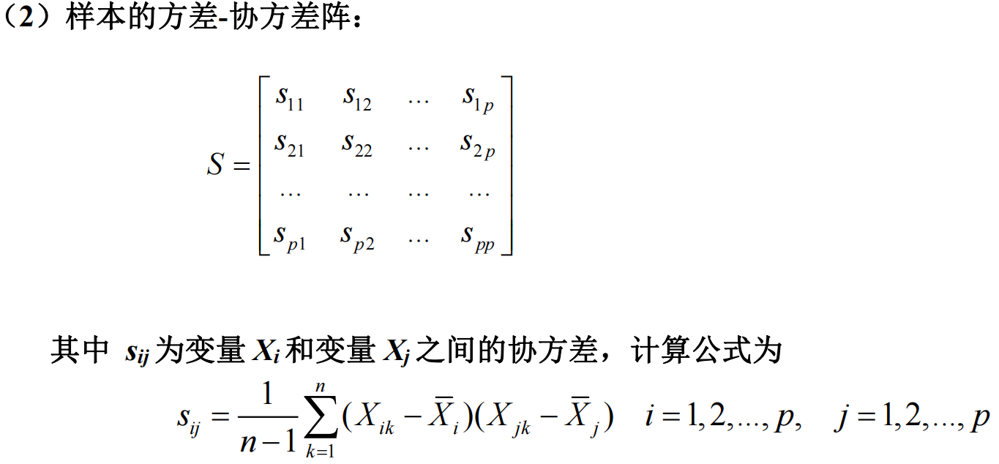 （2）样本的方差-协方差阵：
S = [ s11 s12 … s1p
s21 s22 … s2p
… … … …
sp1 sp2 … spp ]
其中 sij 为变量 Xi 和变量 Xj 之间的协方差，计算公式为
sij = 1/(n−1) ∑_{k=1}^{n} (Xik − X̄i)(Xjk − X̄j) i = 1,2,...,p, j = 1,2,...,p